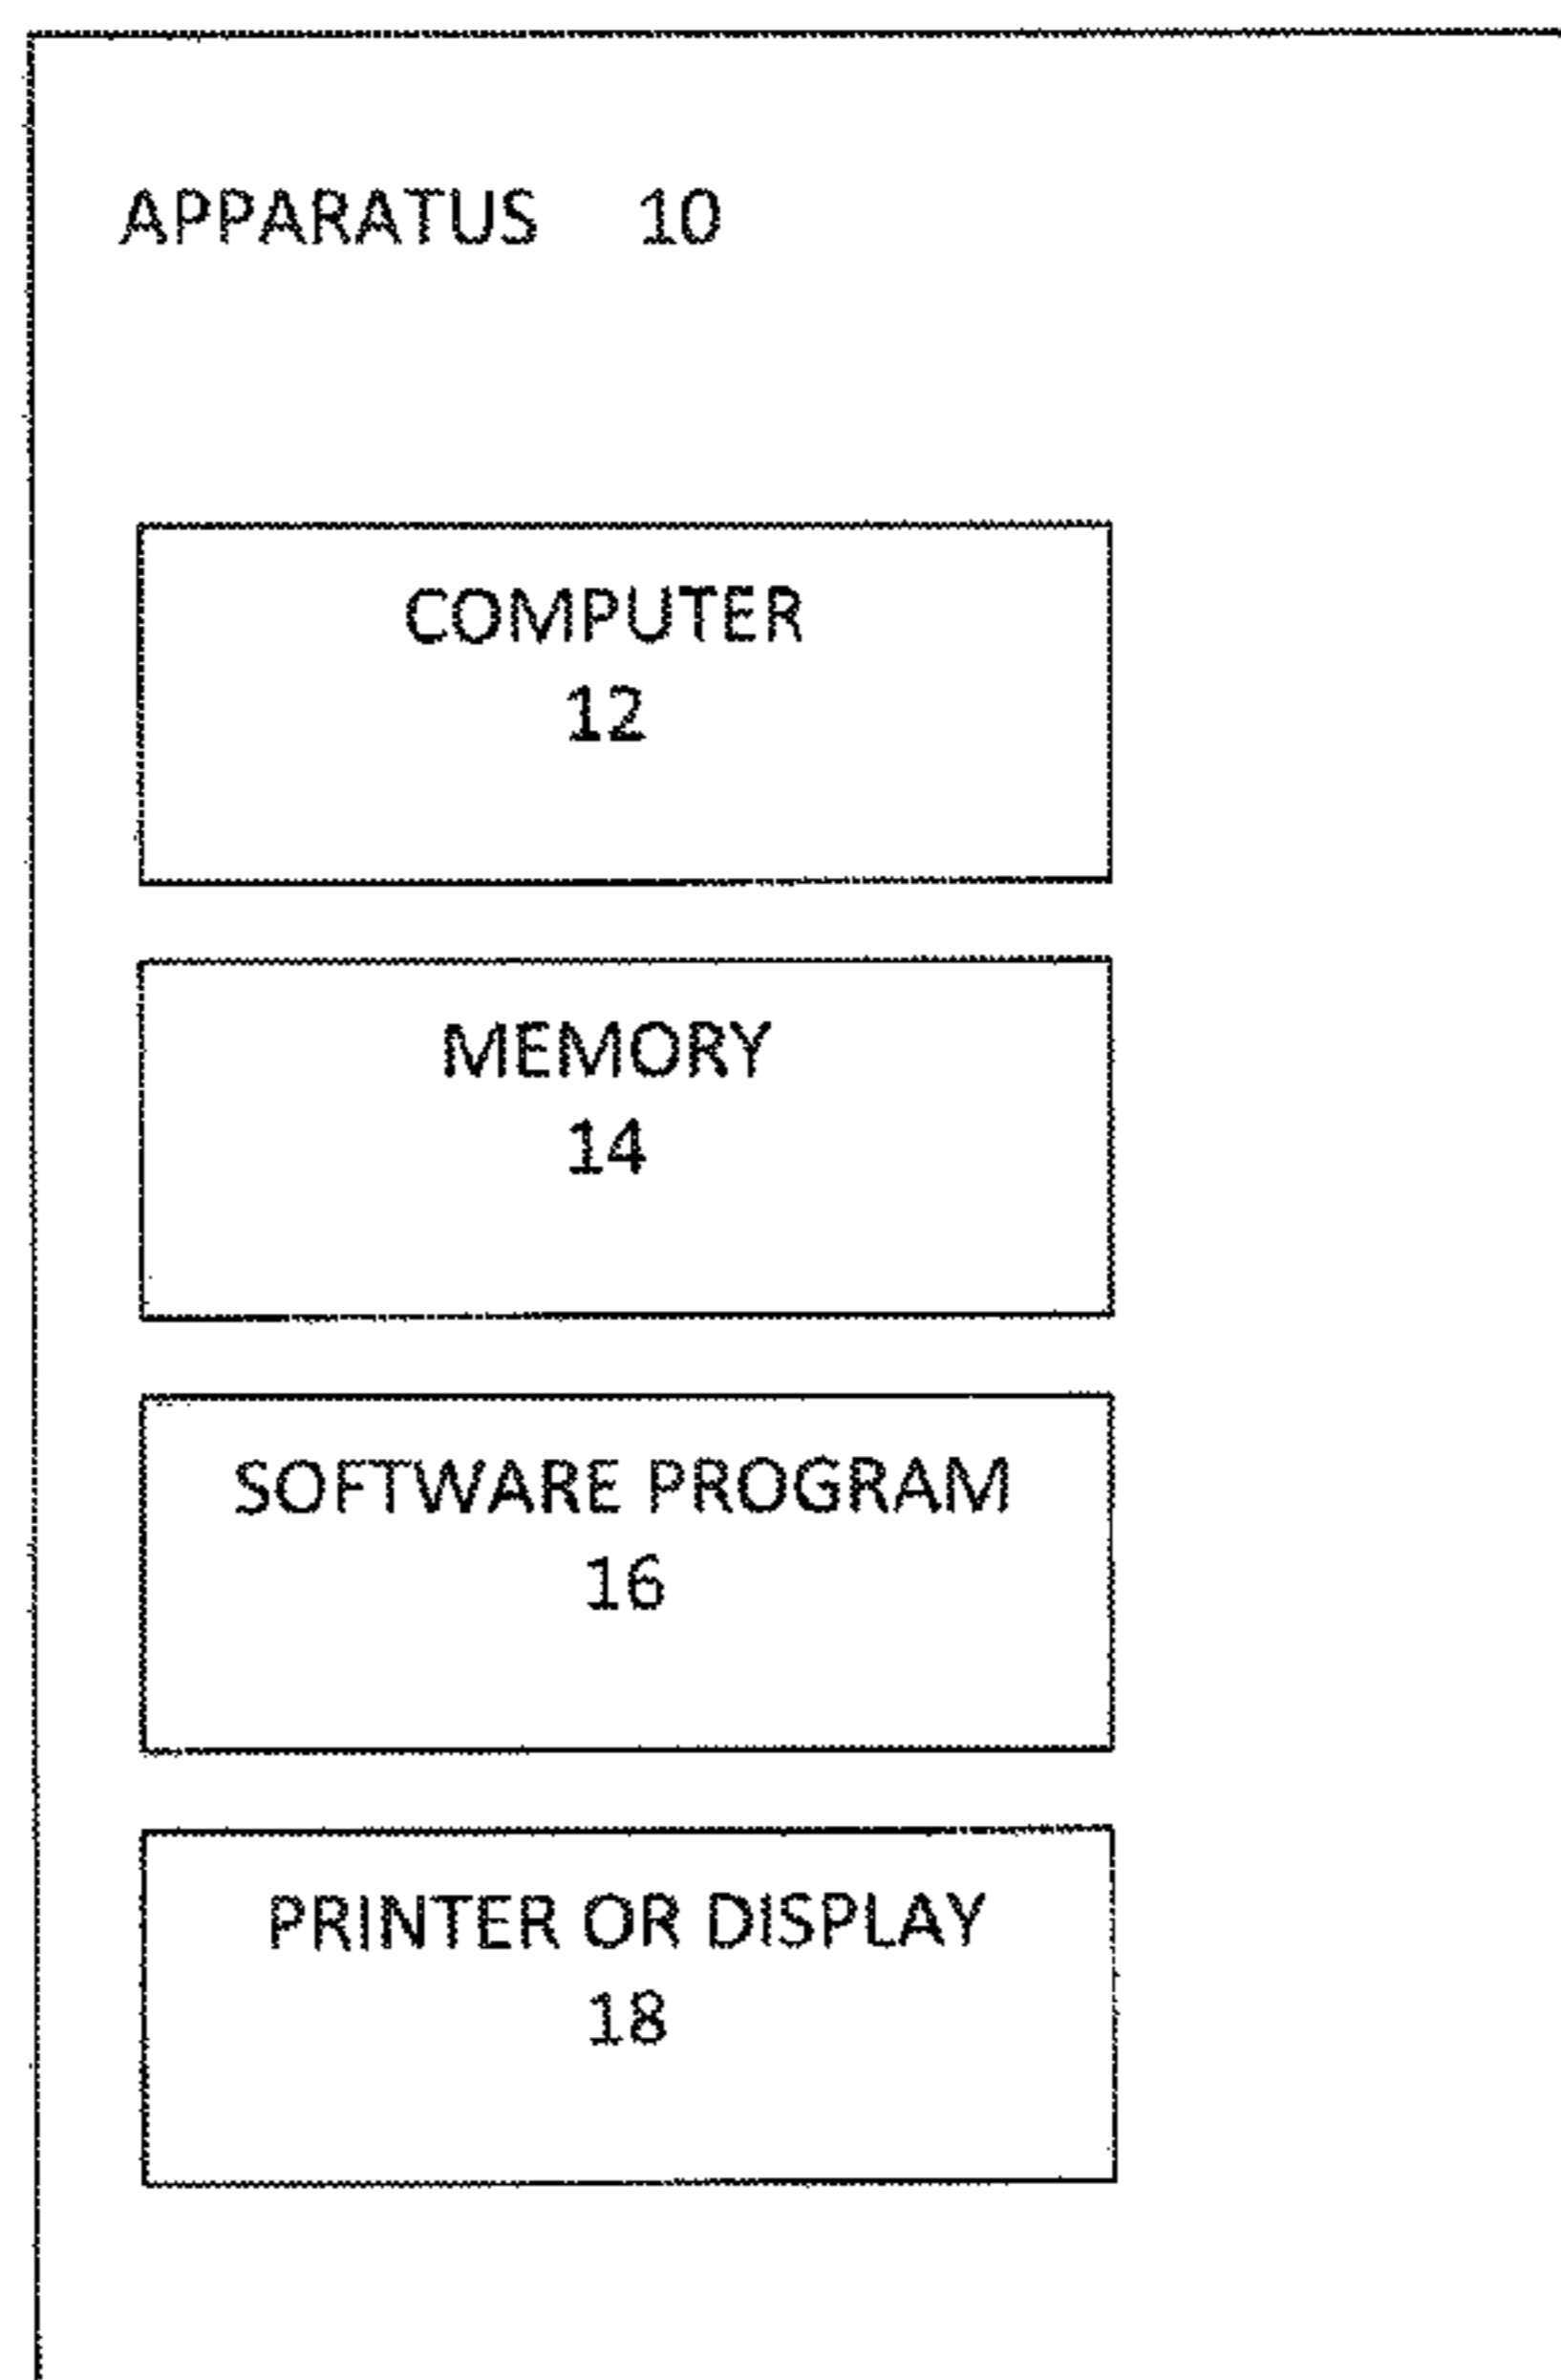 APPARATUS 10
COMPUTER
12
MEMORY
14
SOFTWARE PROGRAM
16
PRINTER OR DISPLAY
18